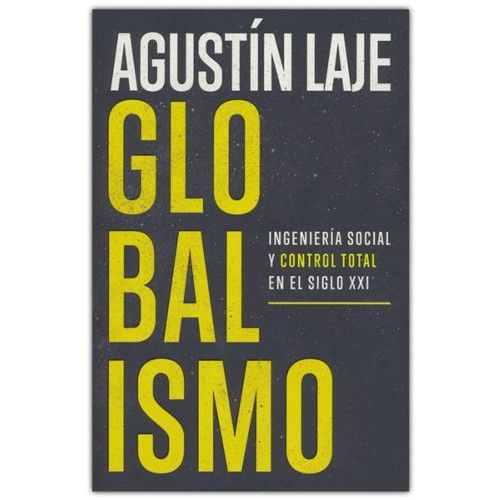 AGUSTÍN LAJE
GLO
BAL
ISMO
INGENIERÍA SOCIAL
Y CONTROL TOTAL
EN EL SIGLO XXI